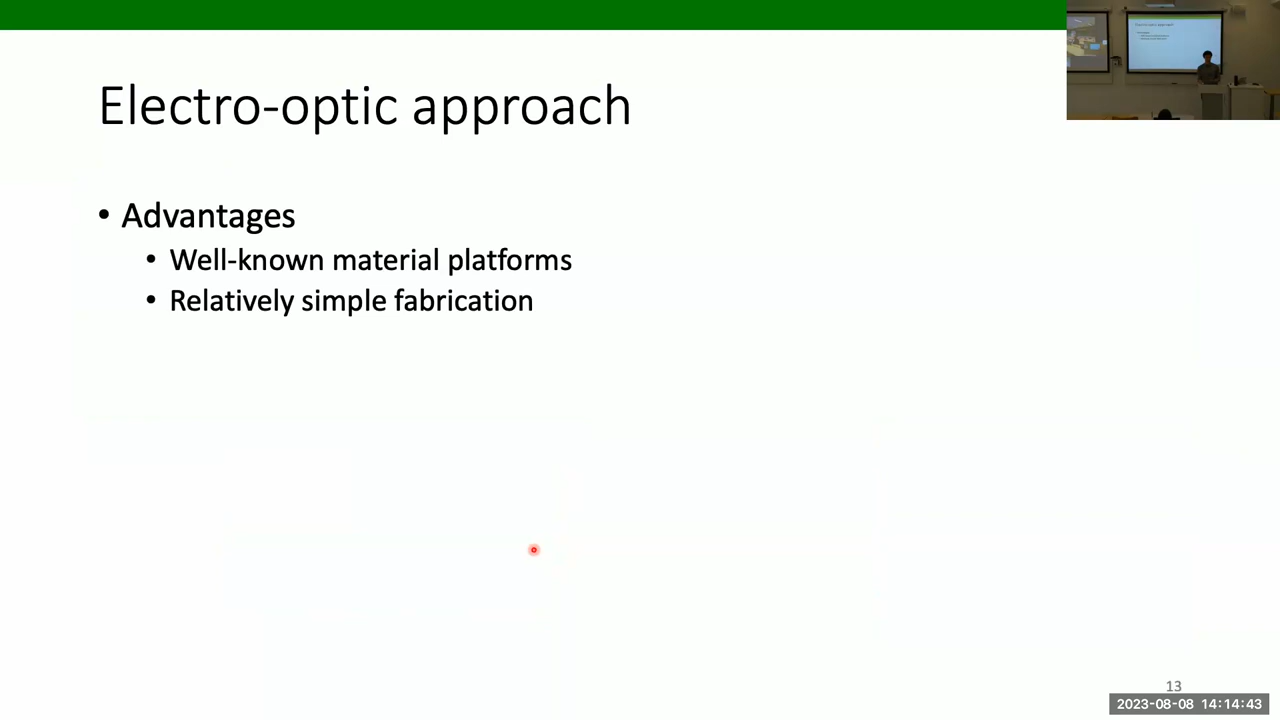 Electro-optic approach
• Advantages
• Well-known material platforms
• Relatively simple fabrication
13
2023-08-08 14:14:43